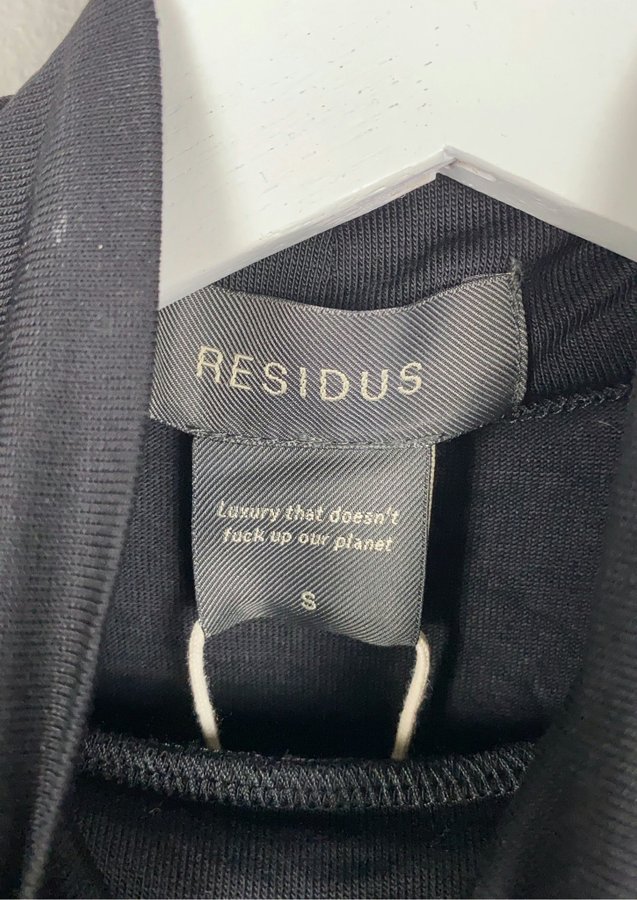 RESIDUS
Luxury that doesn't
fuck up our planet
S